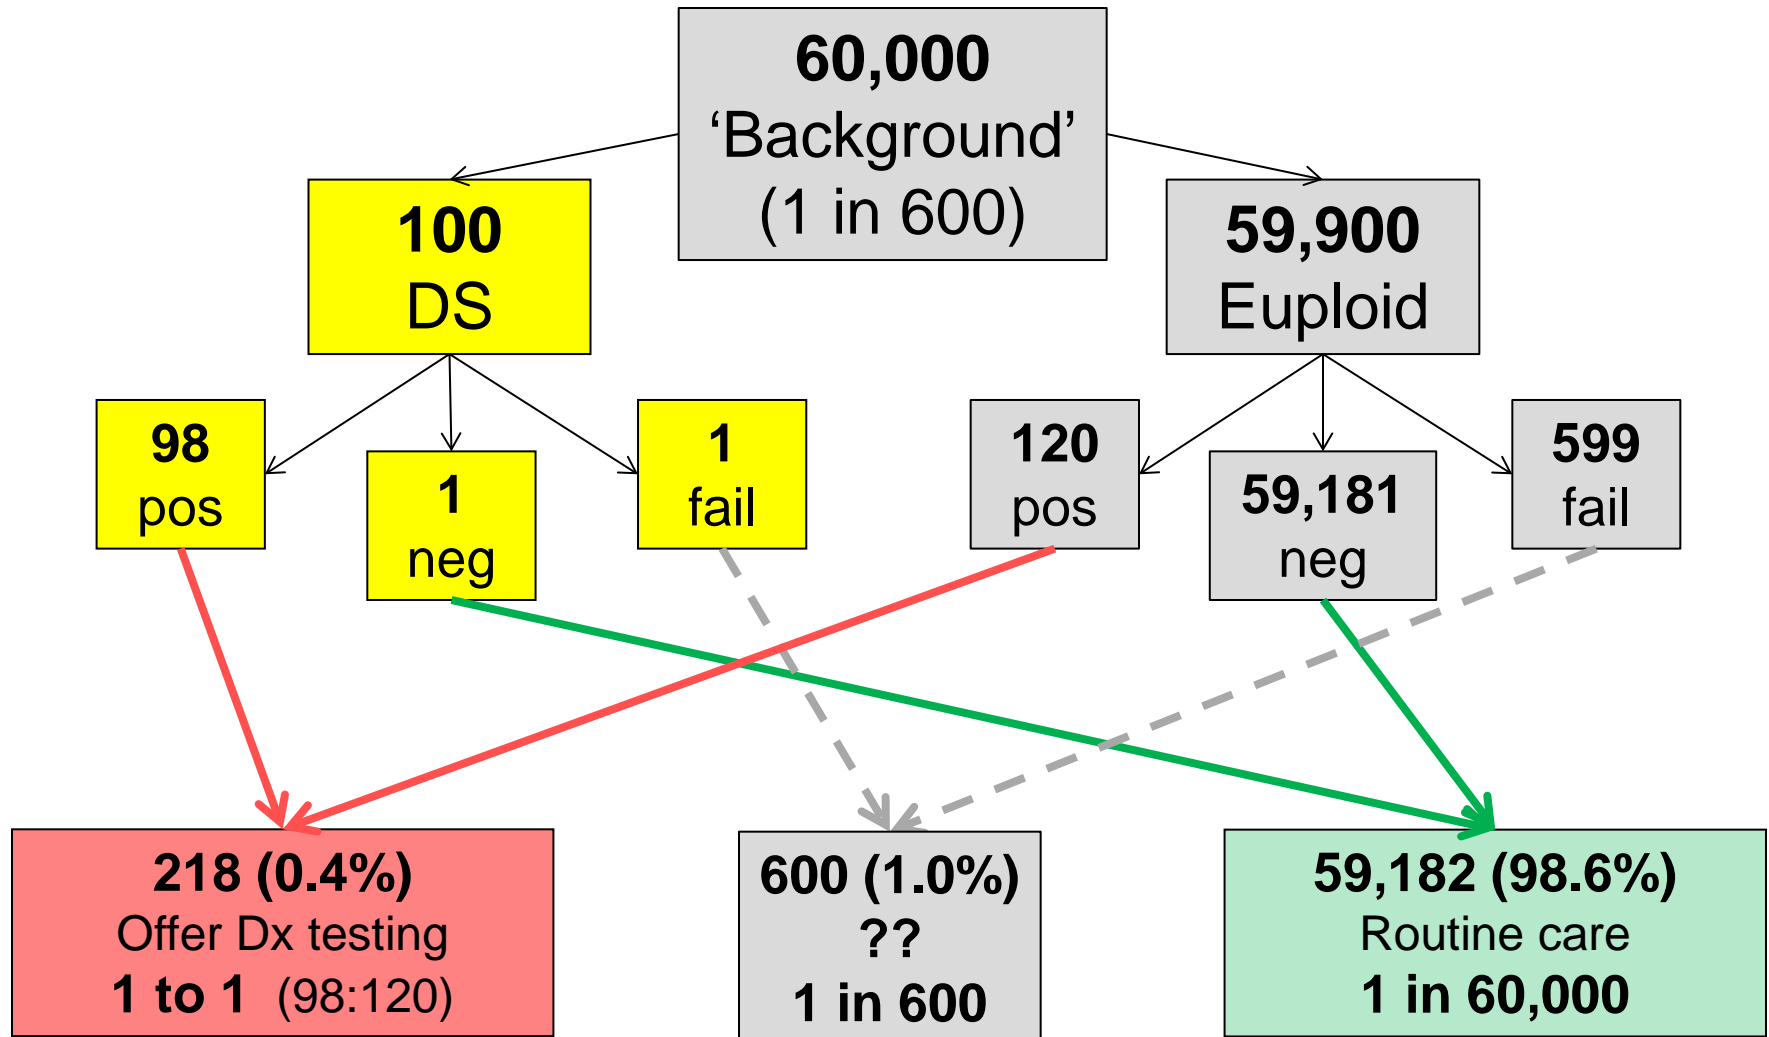 60,000
‘Background’
(1 in 600)
100
DS
59,900
Euploid
98
pos
1
neg
1
fail
120
pos
59,181
neg
599
fail
218 (0.4%)
Offer Dx testing
1 to 1 (98:120)
600 (1.0%)
??
1 in 600
59,182 (98.6%)
Routine care
1 in 60,000